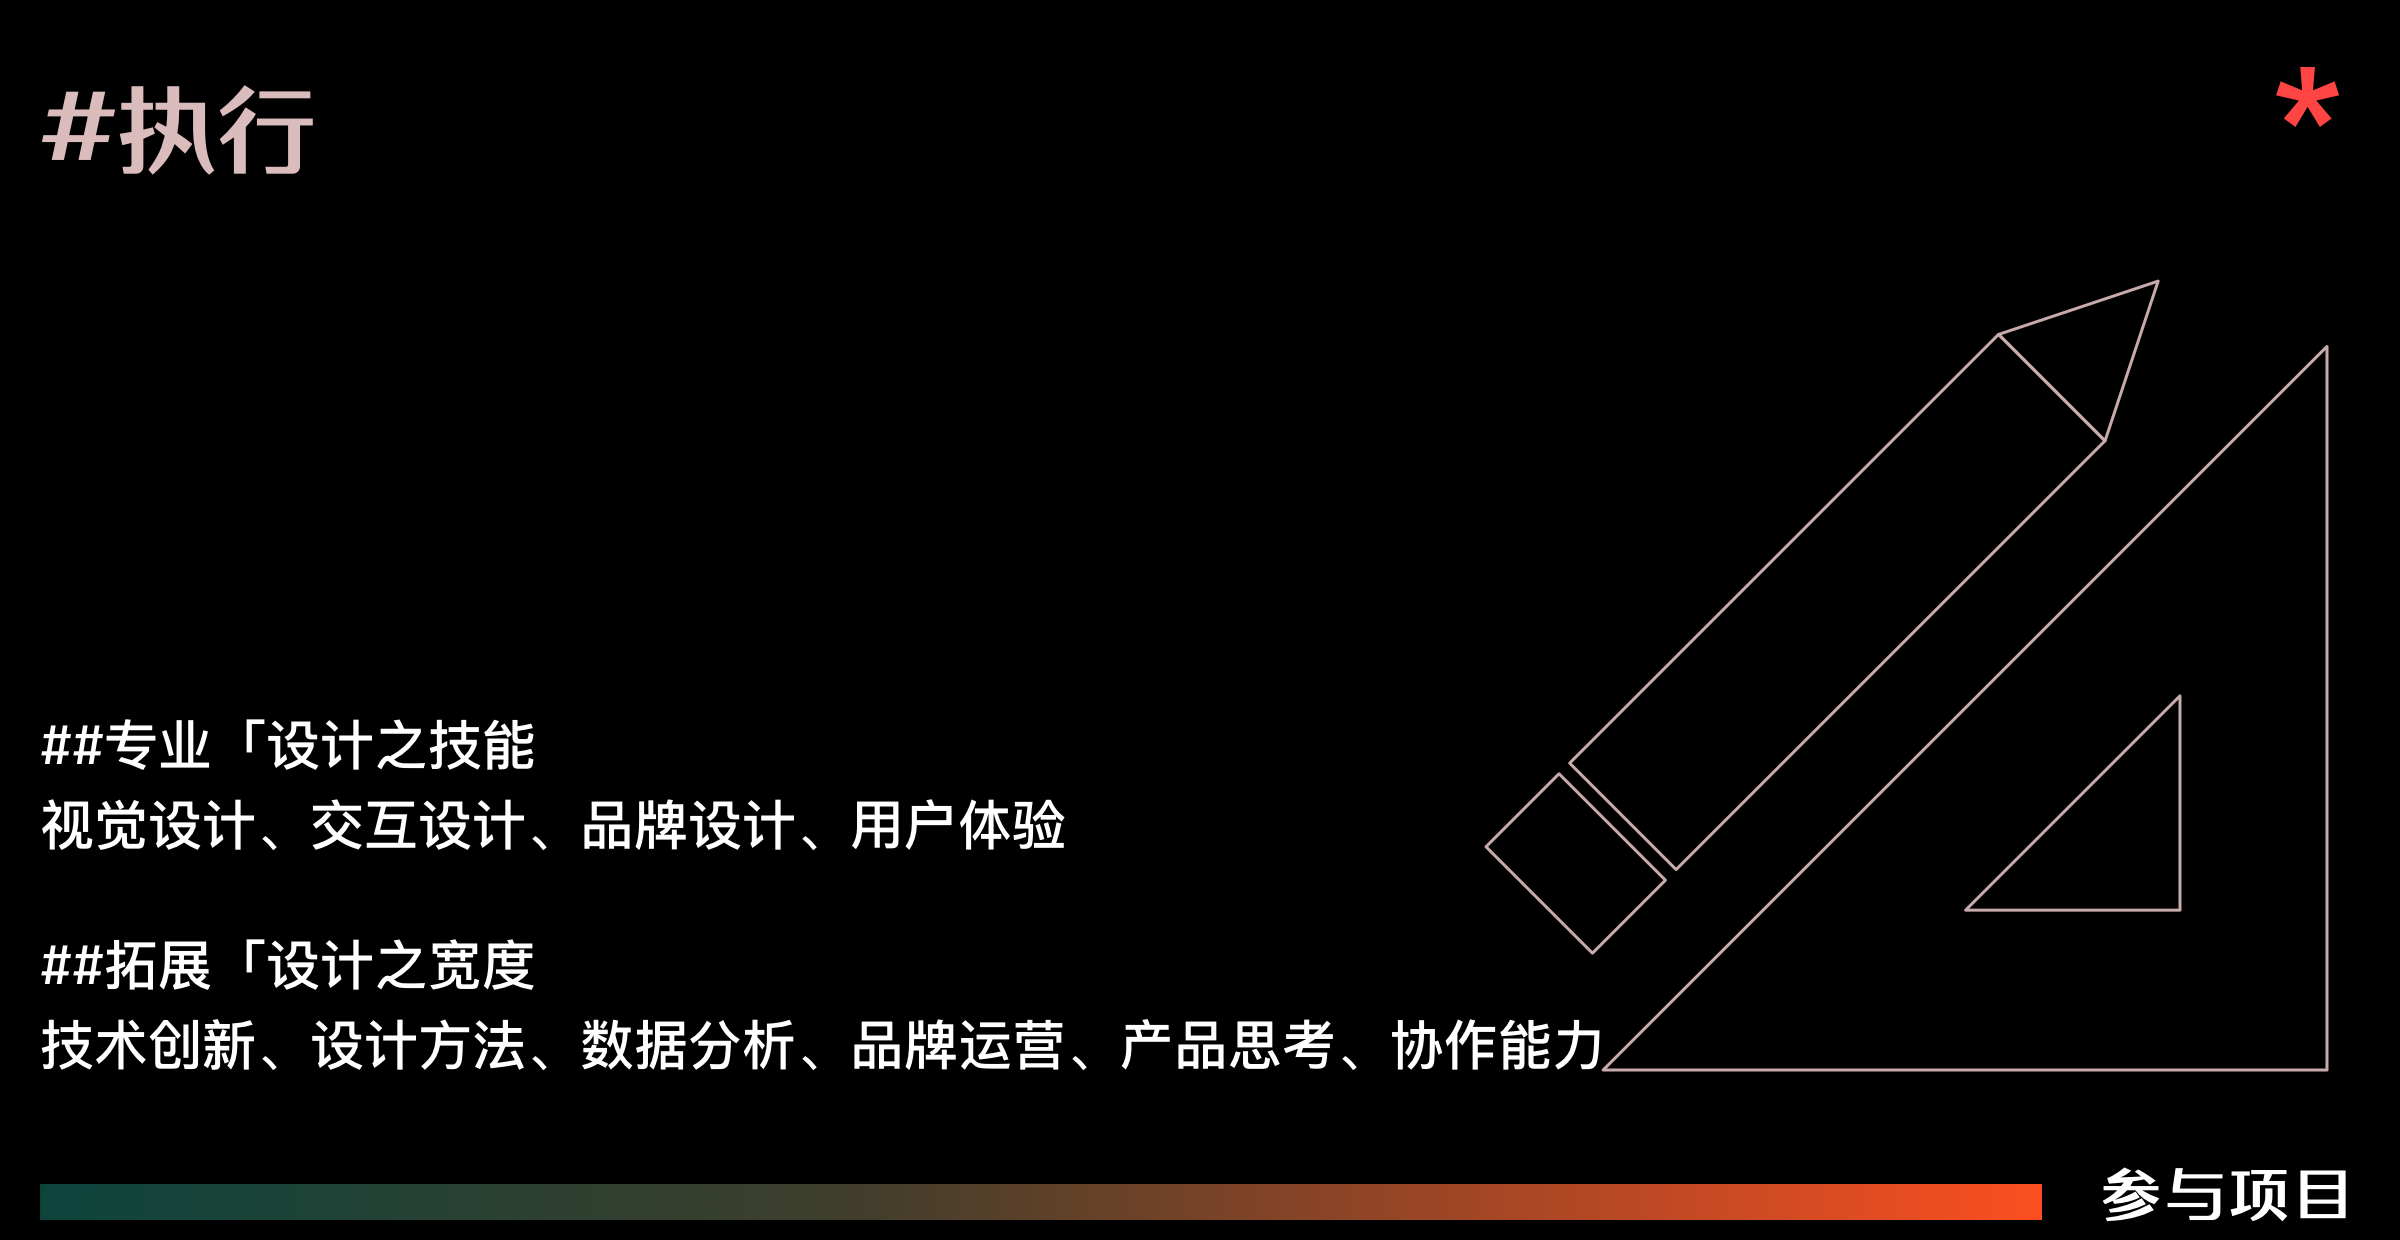 #执行
*
##专业「设计之技能
视觉设计、交互设计、品牌设计、用户体验
##拓展「设计之宽度
技术创新、设计方法、数据分析、品牌运营、产品思考、协作能力
参与项目